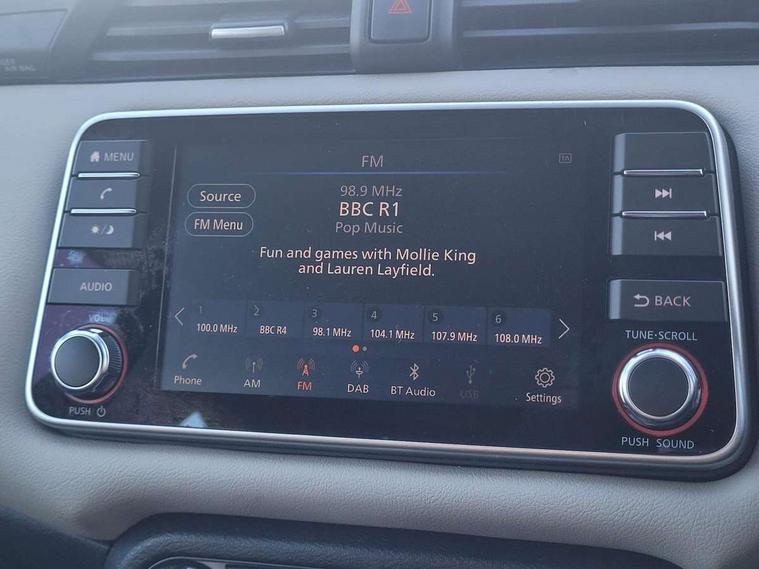 AIR BAG
MENU
AUDIO
VOL
PUSH
FM
1A
Source
FM Menu
98.9 MHz
BBC R1
Pop Music
Fun and games with Mollie King
and Lauren Layfield.
1
100.0 MHz
2
BBC R4
3
98.1 MHz
4
104.1 MHz
5
107.9 MHz
6
108.0 MHz
Phone
AM
FM
DAB
BT Audio
USB
Settings
BACK
TUNE·SCROLL
PUSH SOUND